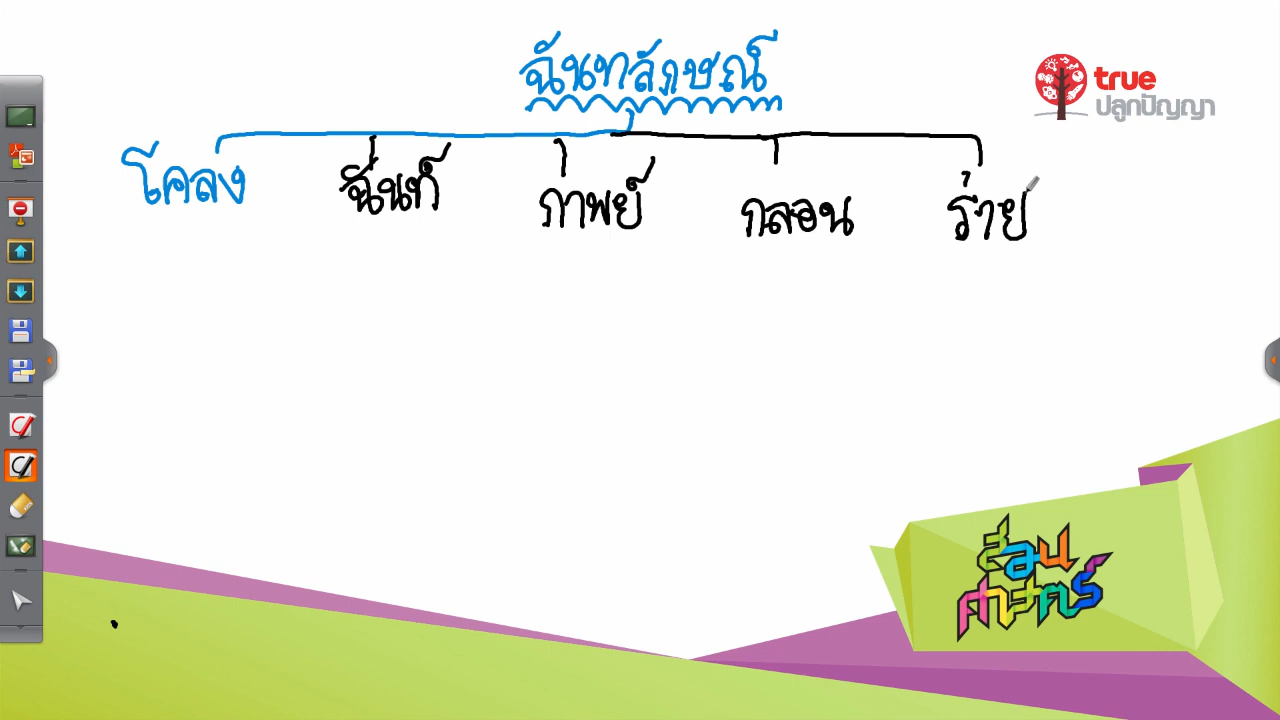 ฉันทลักษณ์
true
ปลูกปัญญา
โคลง ฉันท์ กาพย์ กลอน ร่าย
สอน
ศาสตร์